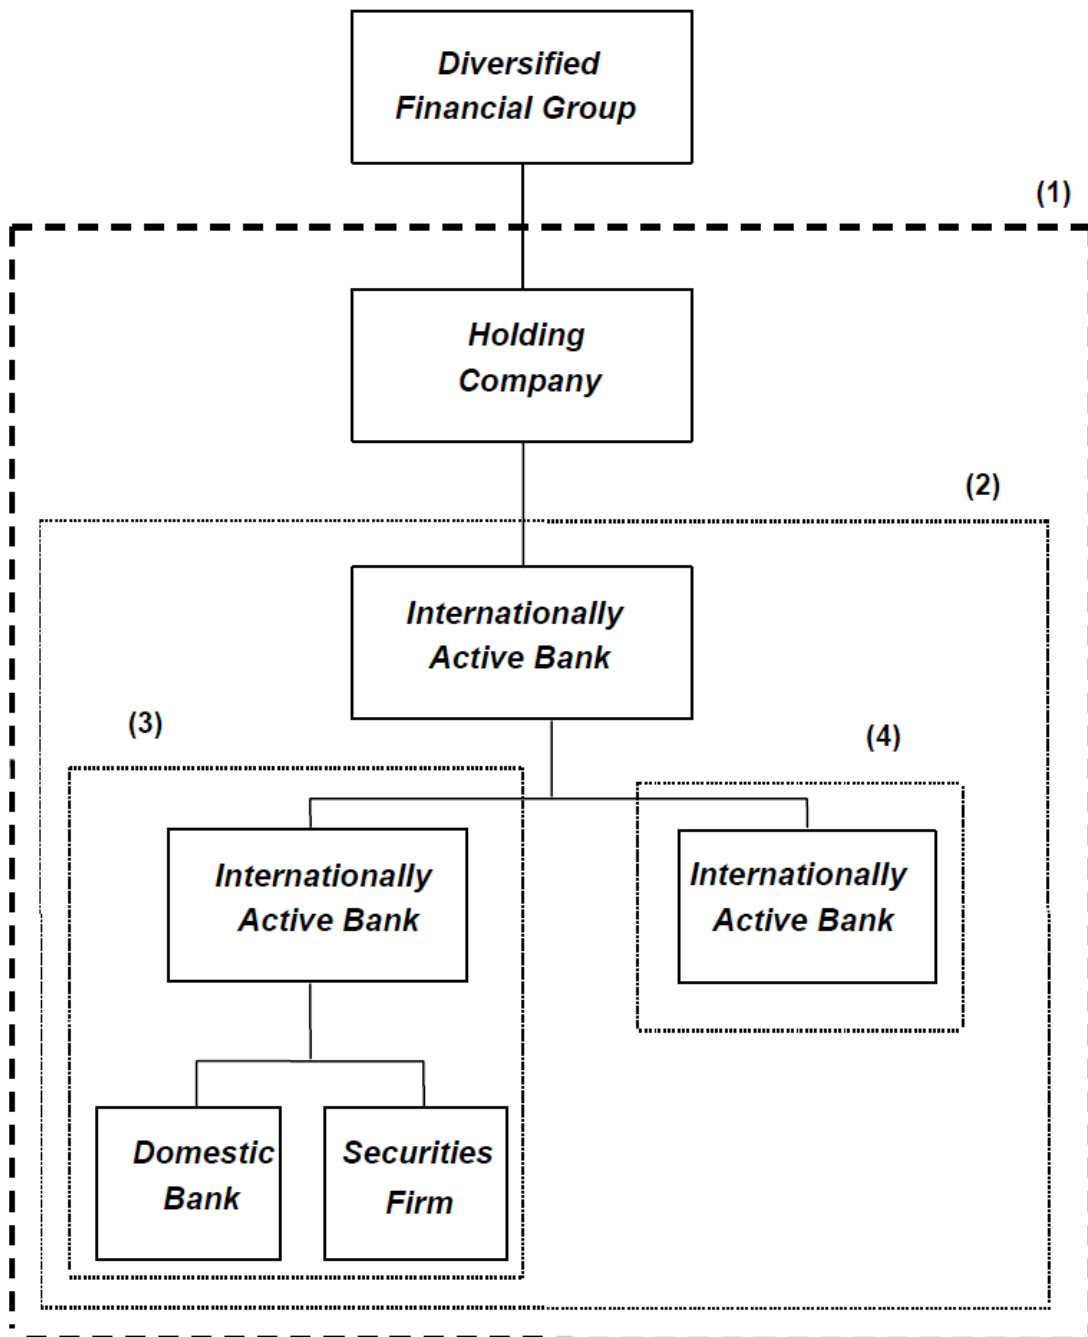 Diversified
Financial Group
(1)
Holding
Company
(2)
Internationally
Active Bank
(3)
(4)
Internationally
Active Bank
Internationally
Active Bank
Domestic
Bank
Securities
Firm